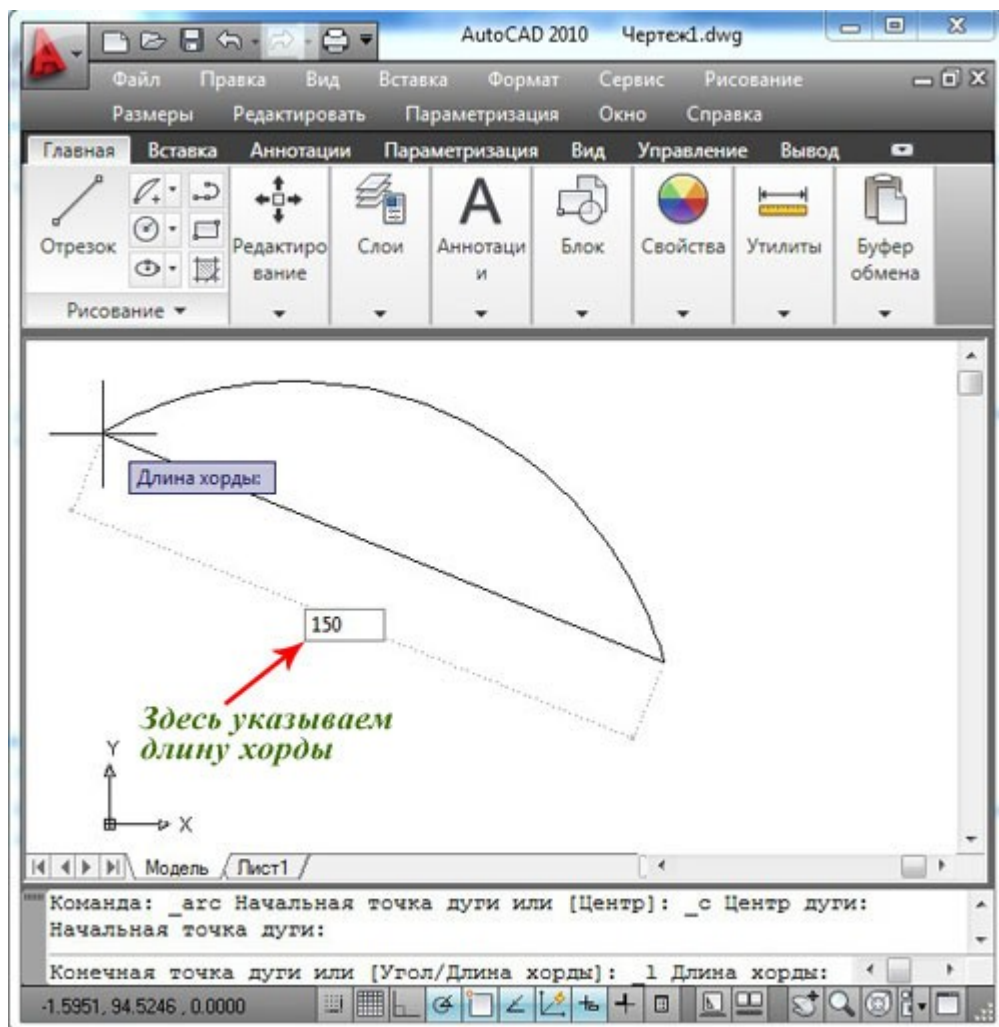 AutoCAD 2010 Чертеж1.dwg
Файл Правка Вид Вставка Формат Сервис Рисование
Размеры Редактировать Параметризация Окно Справка
Главная Вставка Аннотации Параметризация Вид Управление Вывод
Отрезок
Редактиро
вание
Слои
Аннотаци
и
Блок
Свойства
Утилиты
Буфер
обмена
Рисование
Длина хорды:
150
Здесь указываем
длину хорды
Y
X
Модель Лист1
Команда: _arc Начальная точка дуги или [Центр]: _c Центр дуги:
Начальная точка дуги:
Конечная точка дуги или [Угол/Длина хорды]: _l Длина хорды:
-1.5951, 94.5246 , 0.0000